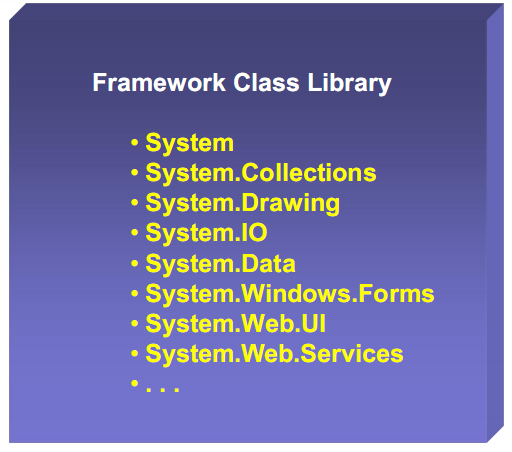 Framework Class Library
• System
• System.Collections
• System.Drawing
• System.IO
• System.Data
• System.Windows.Forms
• System.Web.UI
• System.Web.Services
• . . .